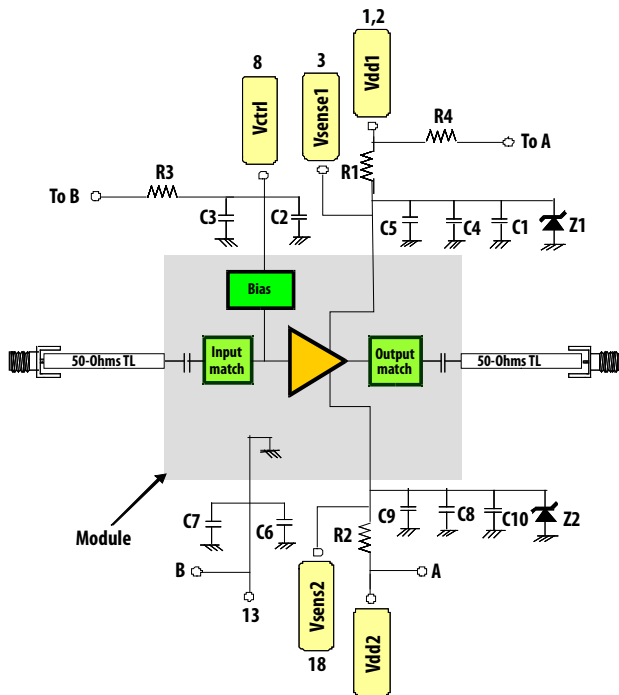 1,2
8
3
Vctrl
Vsense1
Vdd1
R4
To A
R1
R3
To B
C3
C2
C5
C4
C1
Z1
Bias
50-Ohms TL
Input
match
Output
match
50-Ohms TL
Module
C7
C6
R2
C9
C8
C10
Z2
B
A
13
Vsens2
18
Vdd2